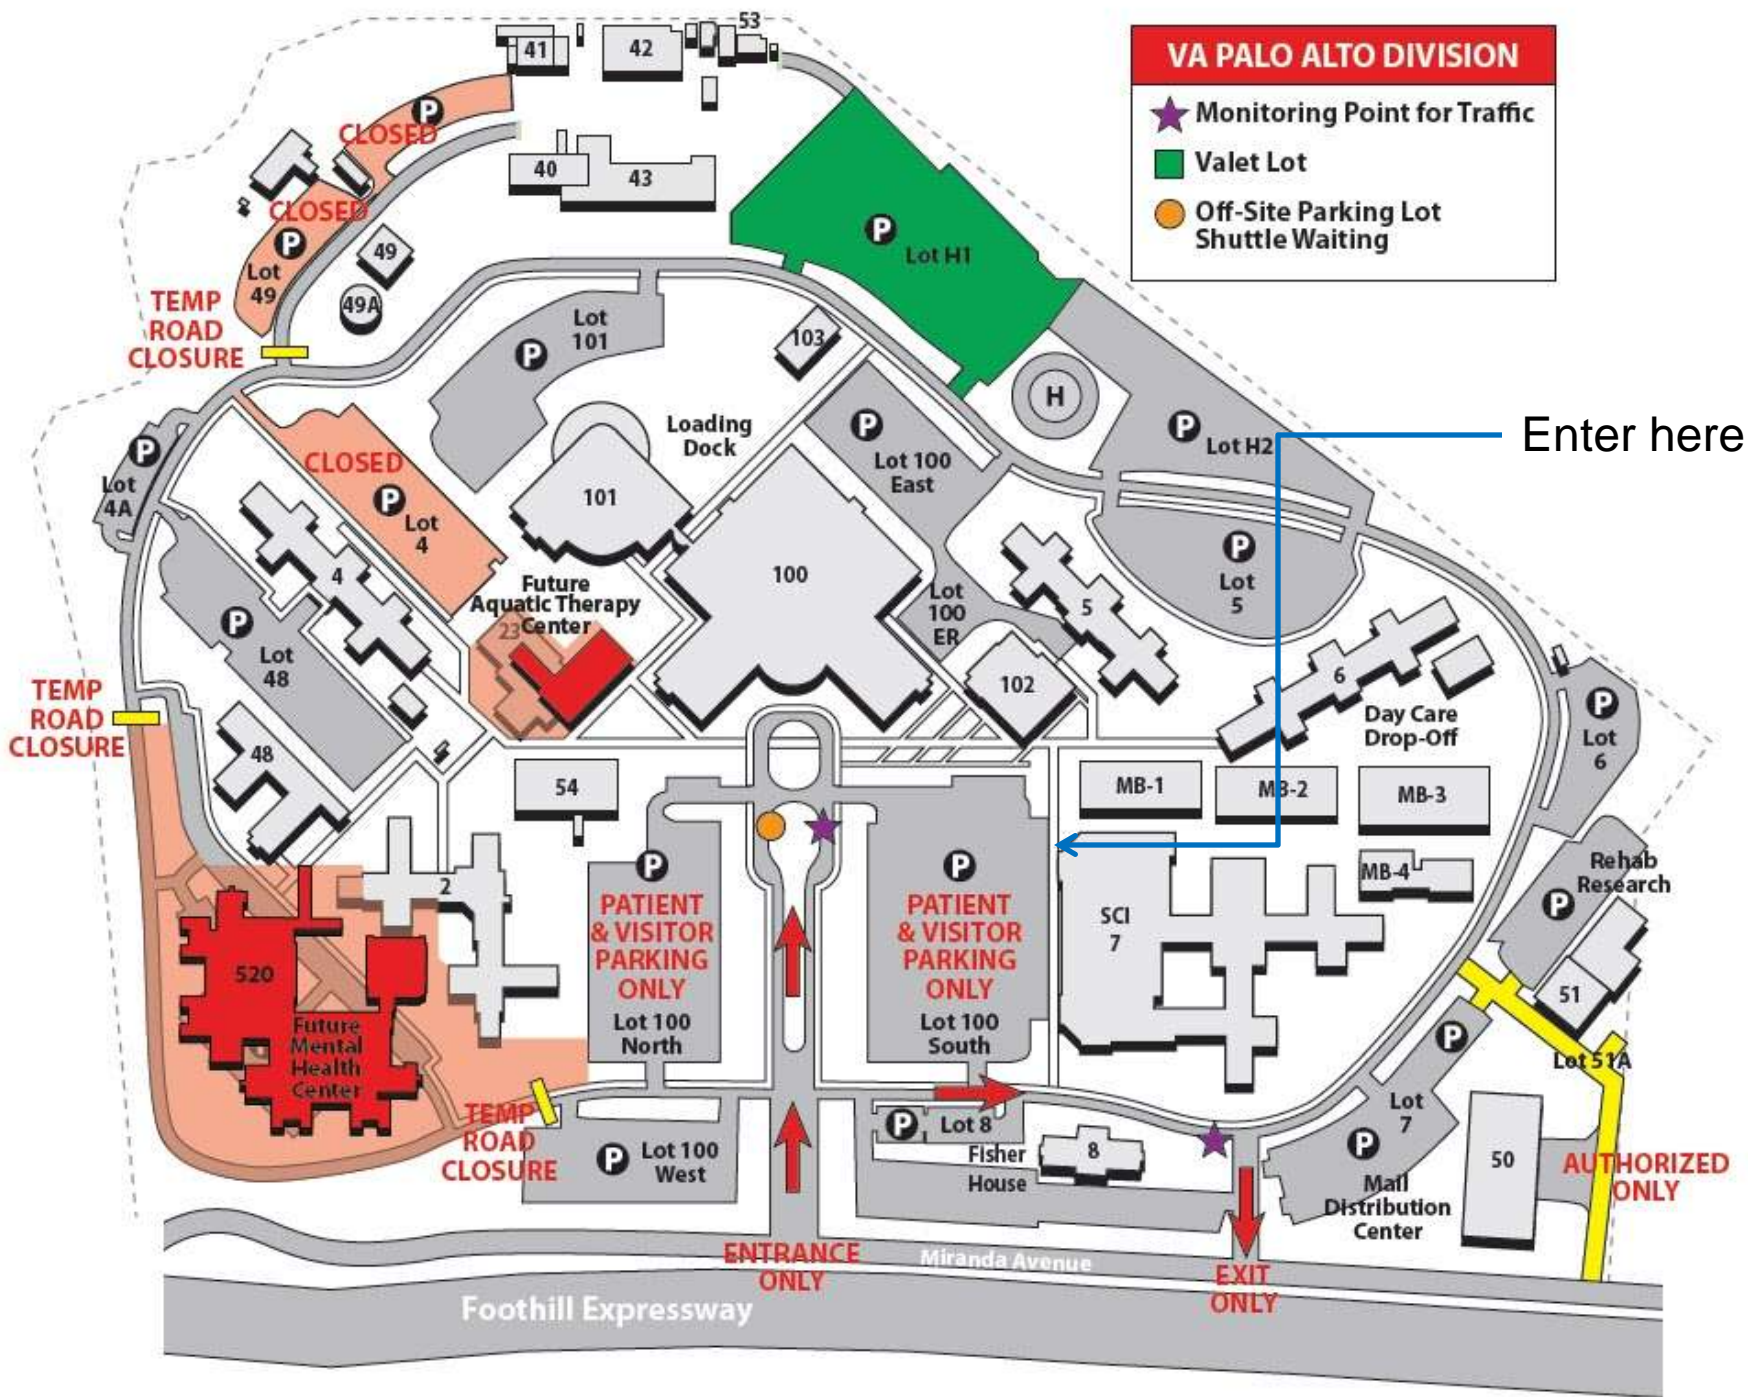 VA PALO ALTO DIVISION
Monitoring Point for Traffic
Valet Lot
Off-Site Parking Lot
Shuttle Waiting
53
41
42
P
CLOSED
40
43
CLOSED
P
Lot
49
49
49A
TEMP
ROAD
CLOSURE
P
Lot H1
Lot
101
P
103
H
Loading
Dock
P
Lot 100
East
P
Lot H2
Enter here
P
Lot
4A
CLOSED
P
Lot
4
101
100
P
Lot
5
4
Future
Aquatic Therapy
Center
23
Lot
100
ER
5
P
Lot
48
102
6
Day Care
Drop-Off
P
Lot
6
TEMP
ROAD
CLOSURE
48
54
MB-1
MB-2
MB-3
MB-4
Rehab
Research
P
2
P
PATIENT
& VISITOR
PARKING
ONLY
Lot 100
North
P
PATIENT
& VISITOR
PARKING
ONLY
Lot 100
South
SCI
7
520
Future
Mental
Health
Center
51
P
Lot 51A
TEMP
ROAD
CLOSURE
P
Lot 100
West
P
Lot 8
Fisher
House
8
Lot
7
P
Mail
Distribution
Center
50
AUTHORIZED
ONLY
ENTRANCE
ONLY
Miranda Avenue
EXIT
ONLY
Foothill Expressway